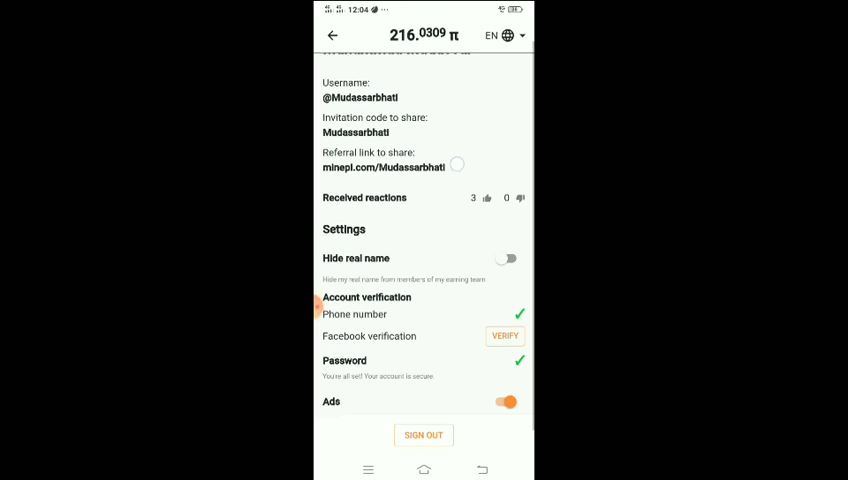 12:04
216.0309 π
EN
Username:
@Mudassarbhati
Invitation code to share:
Mudassarbhati
Referral link to share:
minepi.com/Mudassarbhati
Received reactions 3 0
Settings
Hide real name
Hide my real name from members of my earning team
Account verification
Phone number
Facebook verification VERIFY
Password
You're all set! Your account is secure.
Ads
SIGN OUT